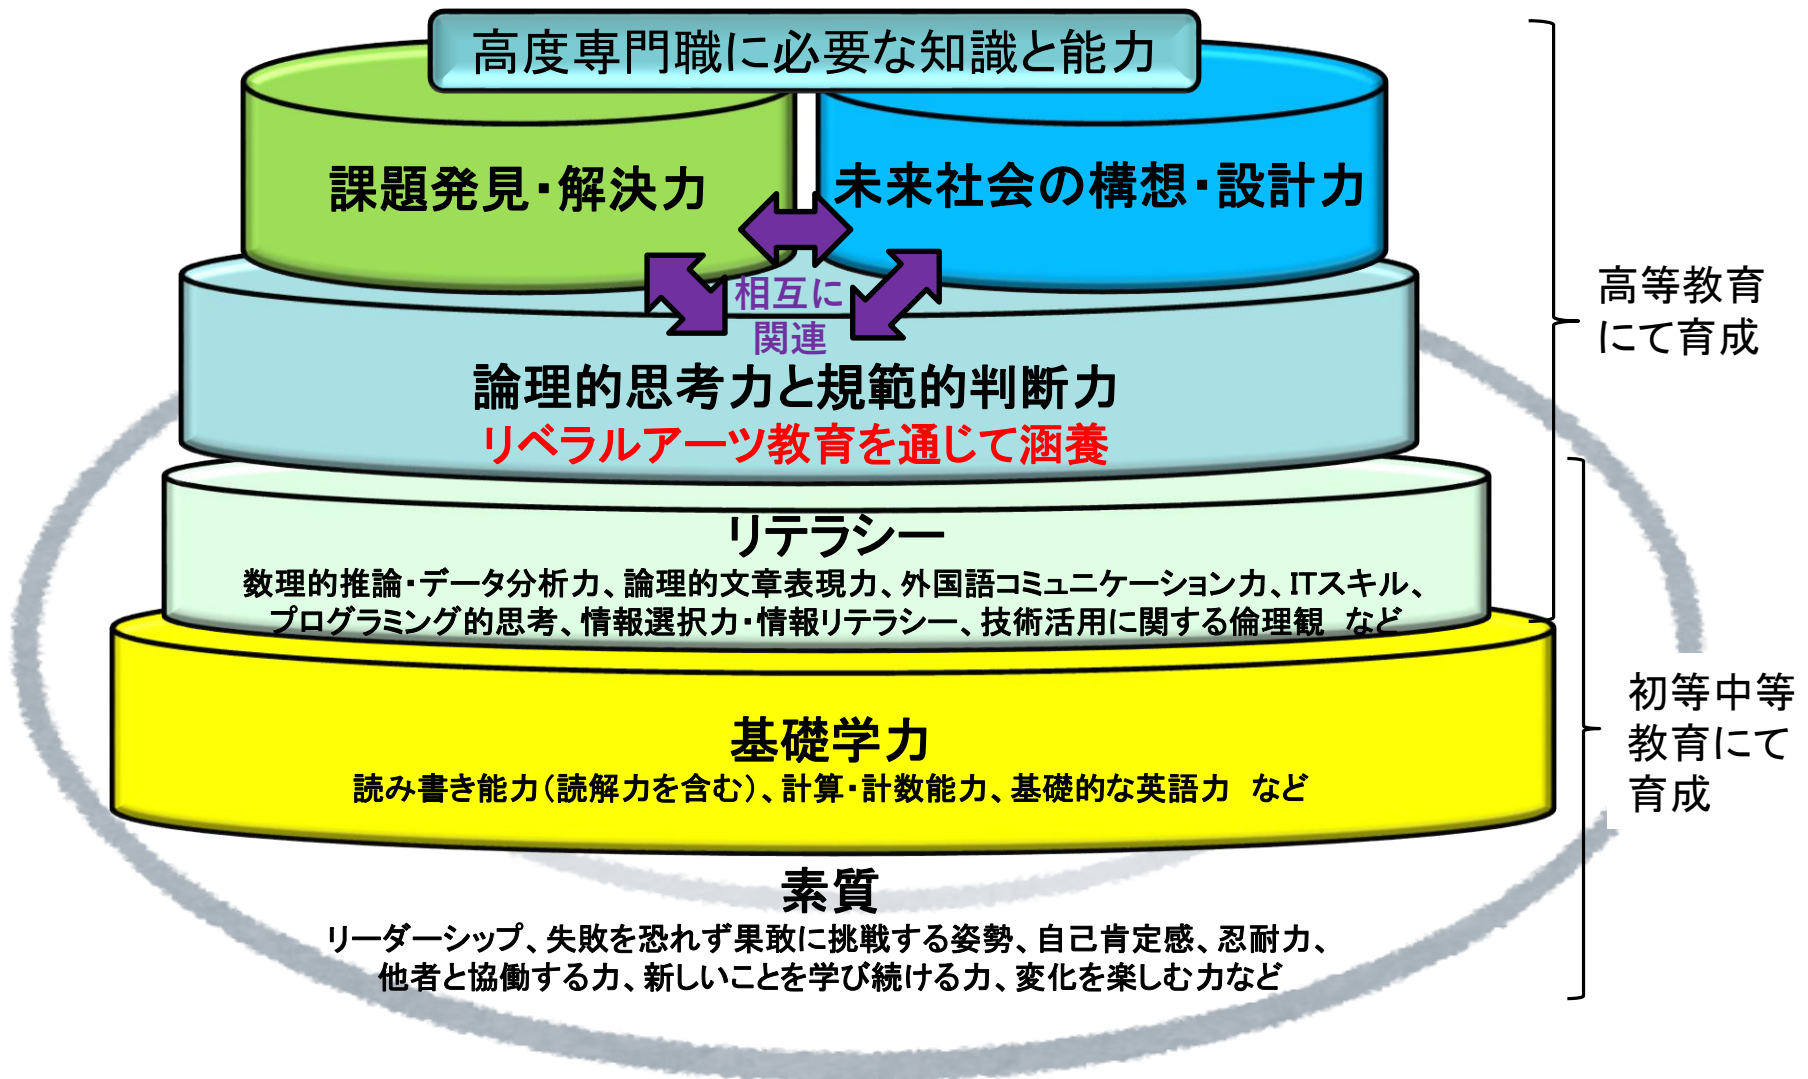 高度専門職に必要な知識と能力
課題発見・解決力
未来社会の構想・設計力
相互に
関連
論理的思考力と規範的判断力
リベラルアーツ教育を通じて涵養
高等教育
にて育成
リテラシー
数理的推論・データ分析力、論理的文章表現力、外国語コミュニケーション力、ITスキル、
プログラミング的思考、情報選択力・情報リテラシー、技術活用に関する倫理観　など
基礎学力
読み書き能力（読解力を含む）、計算・計数能力、基礎的な英語力　など
初等中等
教育にて
育成
素質
リーダーシップ、失敗を恐れず果敢に挑戦する姿勢、自己肯定感、忍耐力、
他者と協働する力、新しいことを学び続ける力、変化を楽しむ力など